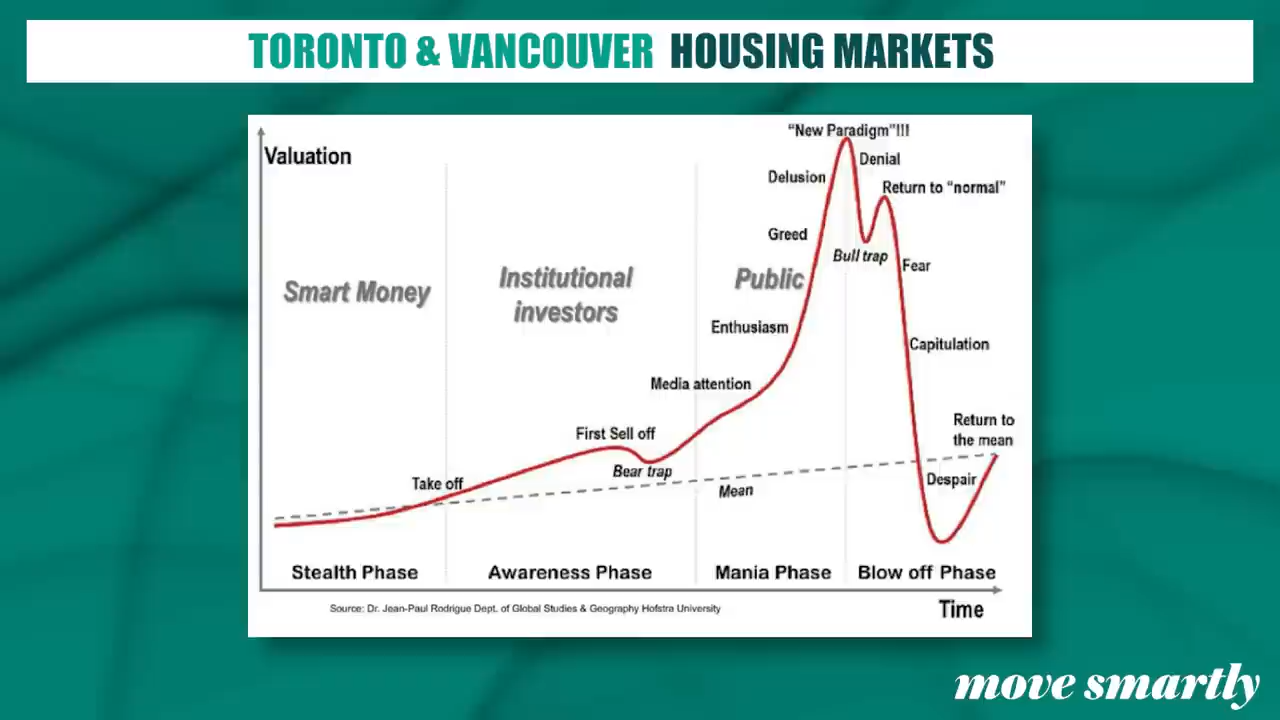 TORONTO & VANCOUVER HOUSING MARKETS
Valuation
"New Paradigm"!!!
Denial
Delusion
Return to "normal"
Greed
Bull trap
Fear
Smart Money
Institutional
investors
Public
Enthusiasm
Capitulation
Media attention
First Sell off
Return to
the mean
Bear trap
Take off
Mean
Despair
Stealth Phase
Awareness Phase
Mania Phase
Blow off Phase
Source: Dr. Jean-Paul Rodrigue Dept. of Global Studies & Geography Hofstra University
Time
move smartly